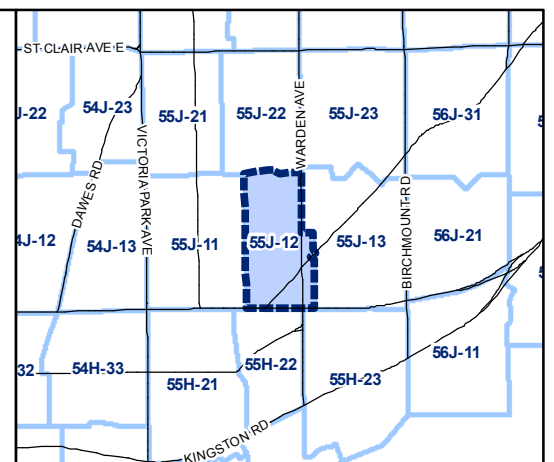 ST CLAIR AVE E
J-22
54J-23
55J-21
55J-22
WARDEN AVE
55J-23
56J-31
5
DAWES RD
VICTORIA PARK AVE
4J-12
54J-13
55J-11
55J-12
55J-13
BIRCHMOUNT RD
56J-21
5
32
54H-33
55H-21
55H-22
55H-23
56J-11
KINGSTON RD